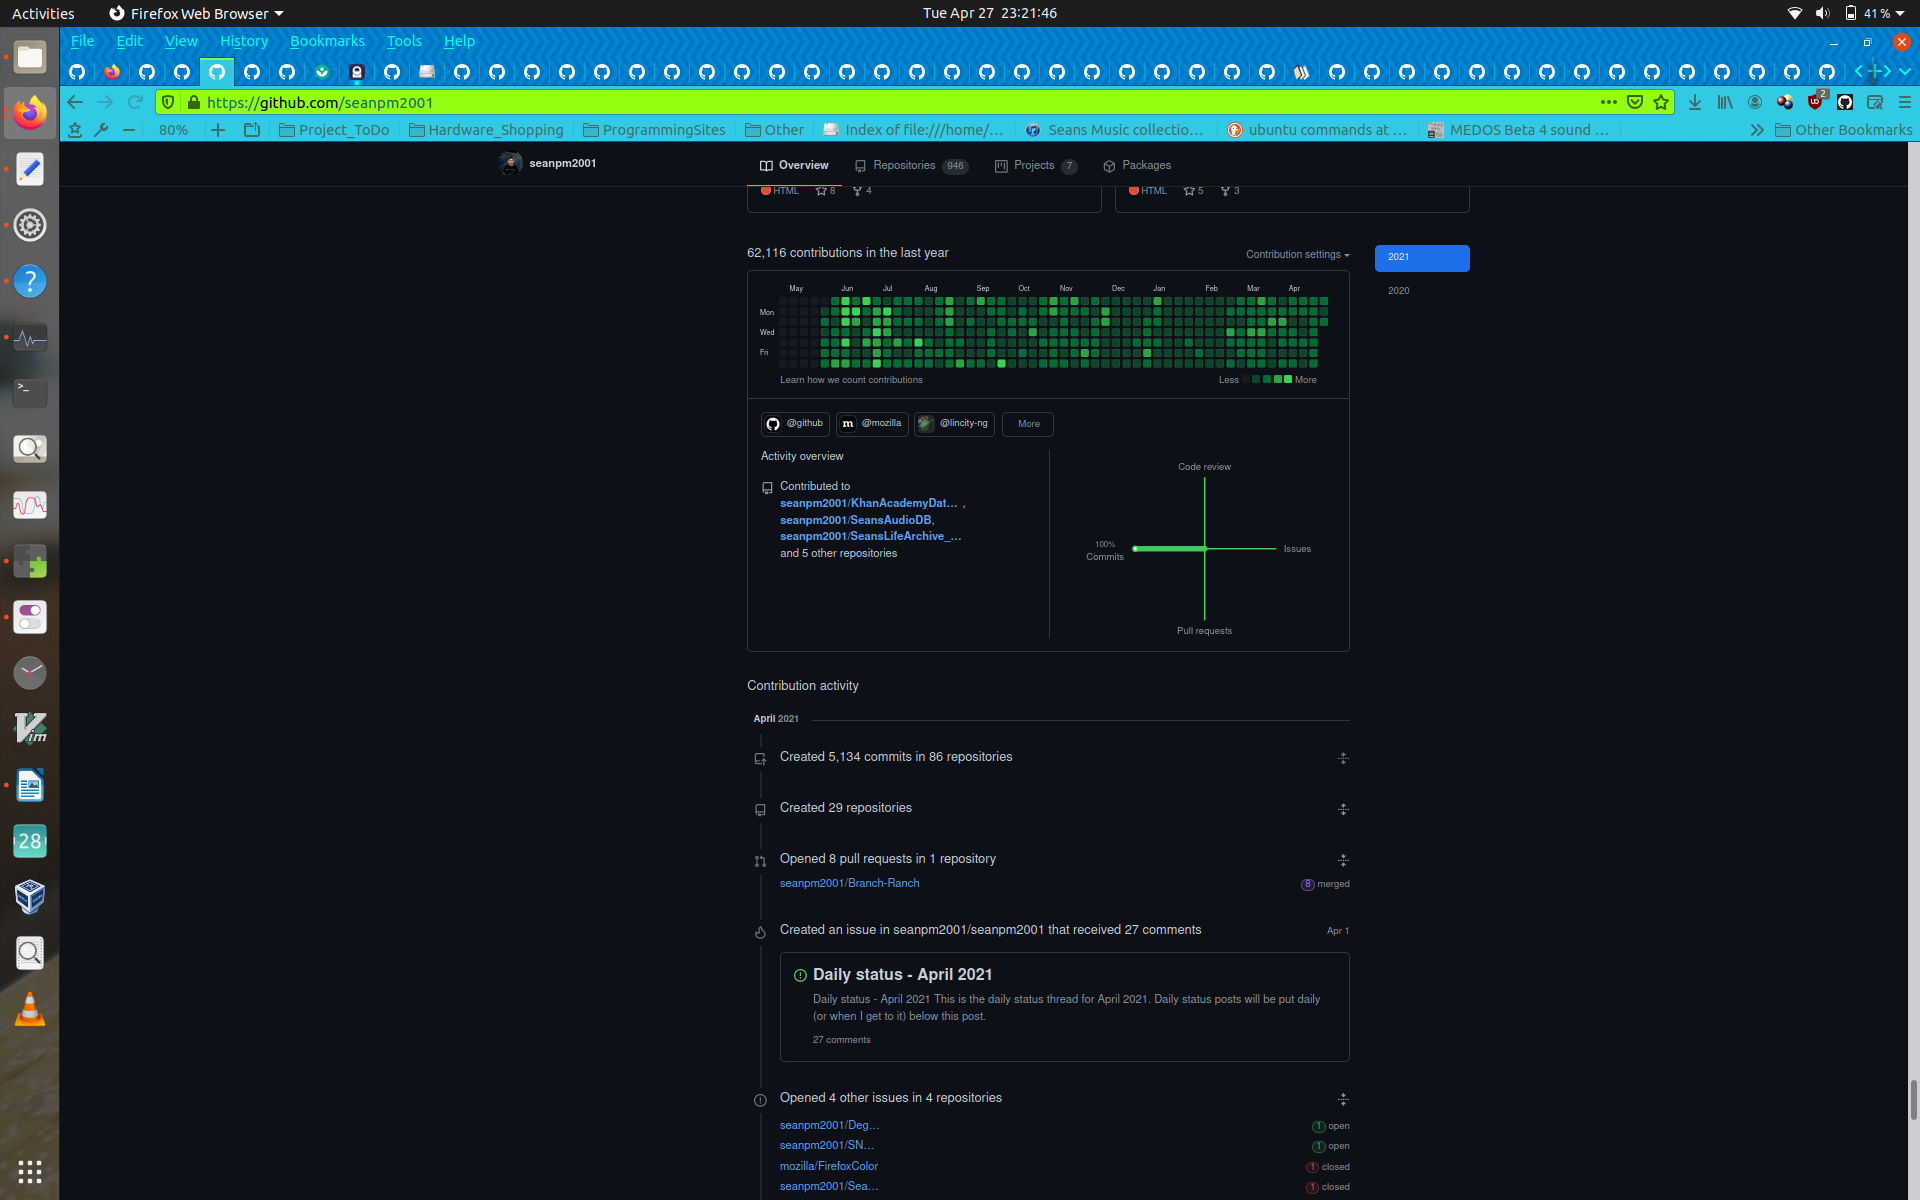 Activities
Firefox Web Browser
Tue Apr 27 23:21:46
41 %
File Edit View History Bookmarks Tools Help
https://github.com/seanpm2001
2
80%
Project_ToDo
Hardware_Shopping
ProgrammingSites
Other
Index of file:///home/...
Seans Music collectio...
ubuntu commands at ...
MEDOS Beta 4 sound ...
Other Bookmarks
seanpm2001
Overview
Repositories 946
Projects 7
Packages
HTML 8 4
HTML 5 3
62,116 contributions in the last year
Contribution settings
2021
2020
May Jun Jul Aug Sep Oct Nov Dec Jan Feb Mar Apr
Mon
Wed
Fri
Learn how we count contributions
Less More
@github
@mozilla
@lincity-ng
More
Activity overview
Contributed to
seanpm2001/KhanAcademyDat... ,
seanpm2001/SeansAudioDB,
seanpm2001/SeansLifeArchive_...
and 5 other repositories
Code review
100%
Commits
Issues
Pull requests
Contribution activity
April 2021
Created 5,134 commits in 86 repositories
Created 29 repositories
Opened 8 pull requests in 1 repository
seanpm2001/Branch-Ranch
8 merged
Created an issue in seanpm2001/seanpm2001 that received 27 comments
Apr 1
Daily status - April 2021
Daily status - April 2021 This is the daily status thread for April 2021. Daily status posts will be put daily
(or when I get to it) below this post.
27 comments
Opened 4 other issues in 4 repositories
seanpm2001/Deg...
1 open
seanpm2001/SN...
1 open
mozilla/FirefoxColor
1 closed
seanpm2001/Sea...
1 closed
28
Vim